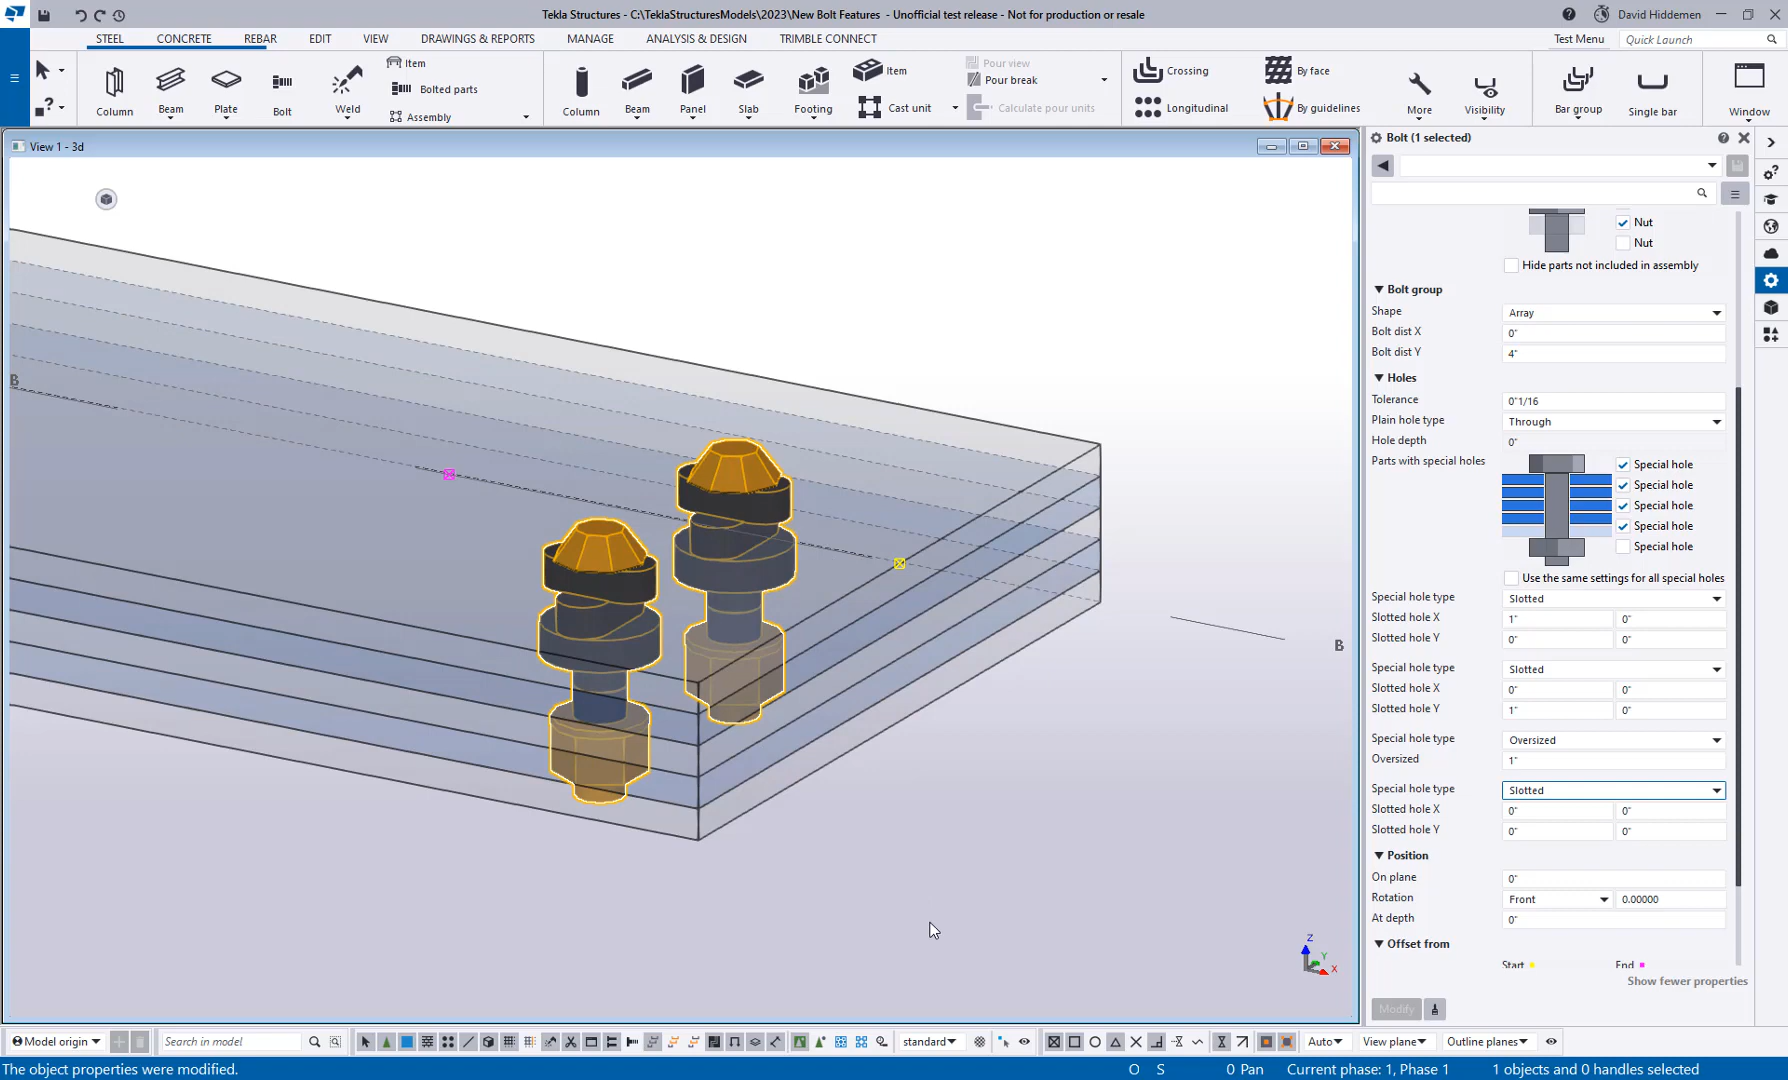 Tekla Structures - C:\TeklaStructuresModels\2023\New Bolt Features - Unofficial test release - Not for production or resale
David Hiddemen
STEEL CONCRETE REBAR EDIT VIEW DRAWINGS & REPORTS MANAGE ANALYSIS & DESIGN TRIMBLE CONNECT
Test Menu
Quick Launch
Column
Beam
Plate
Bolt
Weld
Item
Bolted parts
Assembly
Column
Beam
Panel
Slab
Footing
Item
Cast unit
Pour view
Pour break
Calculate pour units
Crossing
Longitudinal
By face
By guidelines
More
Visibility
Bar group
Single bar
Window
View 1 - 3d
B
B
Z
Y
X
Bolt (1 selected)
Nut
Nut
Hide parts not included in assembly
Bolt group
Shape Array
Bolt dist X 0"
Bolt dist Y 4"
Holes
Tolerance 0"1/16
Plain hole type Through
Hole depth 0"
Parts with special holes
Special hole
Special hole
Special hole
Special hole
Special hole
Use the same settings for all special holes
Special hole type Slotted
Slotted hole X 1" 0"
Slotted hole Y 0" 0"
Special hole type Slotted
Slotted hole X 0" 0"
Slotted hole Y 1" 0"
Special hole type Oversized
Oversized 1"
Special hole type Slotted
Slotted hole X 0" 0"
Slotted hole Y 0" 0"
Position
On plane 0"
Rotation Front 0.00000
At depth 0"
Offset from
Start End
Show fewer properties
Modify
Model origin
Search in model
standard
Auto
View plane
Outline planes
The object properties were modified.
O S 0 Pan Current phase: 1, Phase 1 1 objects and 0 handles selected